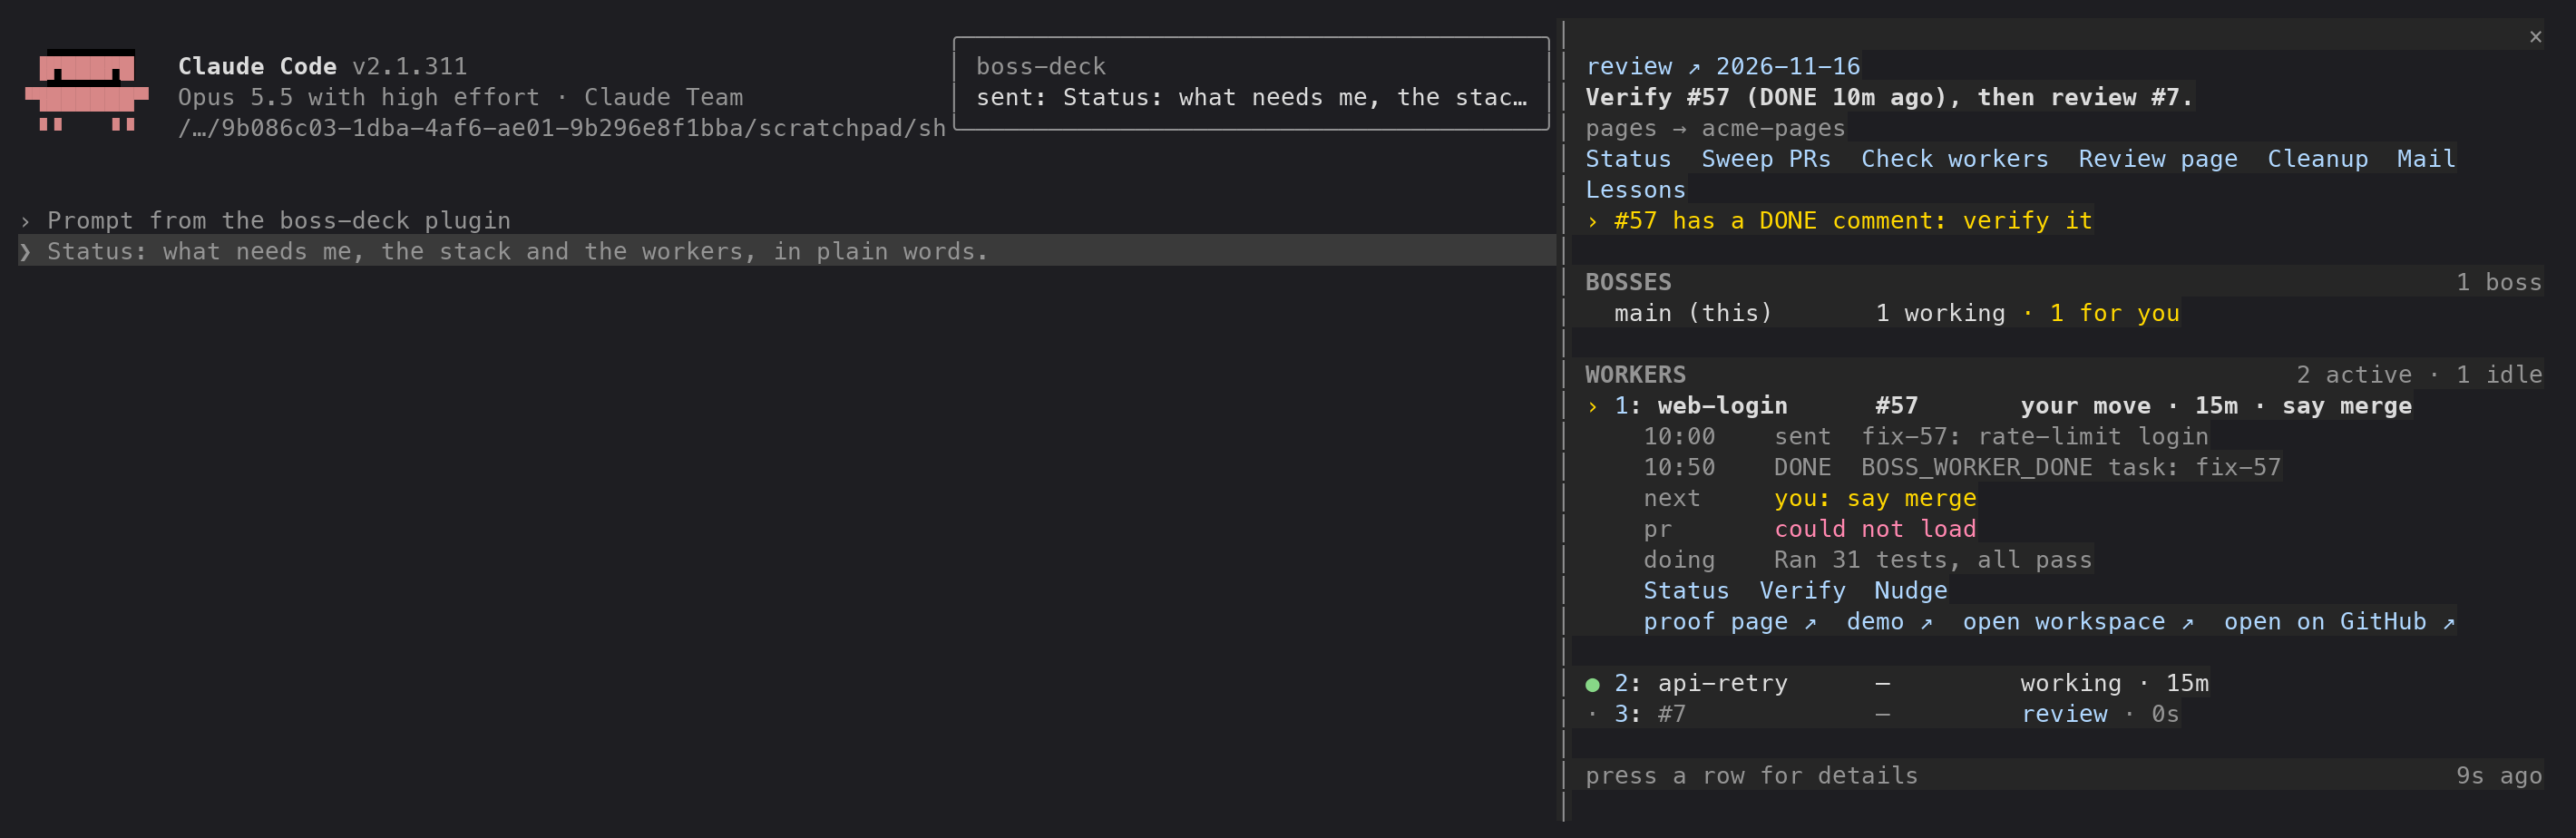 Claude Code v2.1.311
Opus 5.5 with high effort · Claude Team
/…/9b086c03-1dba-4af6-ae01-9b296e8f1bba/scratchpad/sh
boss-deck
sent: Status: what needs me, the stac…
› Prompt from the boss-deck plugin
❯ Status: what needs me, the stack and the workers, in plain words.
×
review ↗ 2026-11-16
Verify #57 (DONE 10m ago), then review #7.
pages → acme-pages
Status  Sweep PRs  Check workers  Review page  Cleanup  Mail
Lessons
› #57 has a DONE comment: verify it
BOSSES 1 boss
main (this) 1 working · 1 for you
WORKERS 2 active · 1 idle
› 1: web-login #57 your move · 15m · say merge
10:00 sent fix-57: rate-limit login
10:50 DONE BOSS_WORKER_DONE task: fix-57
next you: say merge
pr could not load
doing Ran 31 tests, all pass
Status  Verify  Nudge
proof page ↗  demo ↗  open workspace ↗  open on GitHub ↗
● 2: api-retry — working · 15m
· 3: #7 — review · 0s
press a row for details 9s ago